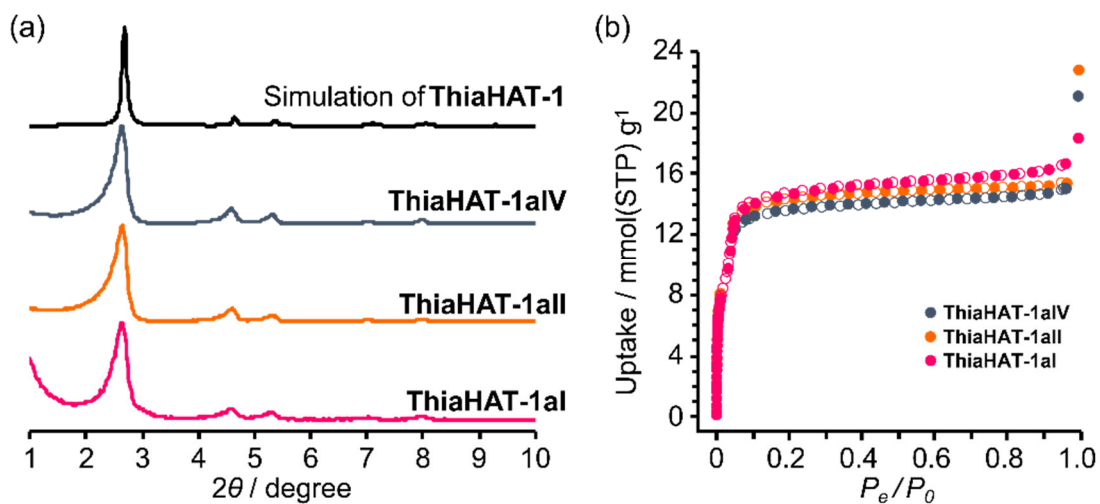 (a)
Simulation of ThiaHAT-1
ThiaHAT-1aIV
ThiaHAT-1aII
ThiaHAT-1aI
1 2 3 4 5 6 7 8 9 10
2θ / degree
(b)
Uptake / mmol(STP) g⁻¹
24
20
16
12
8
4
0
ThiaHAT-1aIV
ThiaHAT-1aII
ThiaHAT-1aI
0 0.2 0.4 0.6 0.8 1.0
Pe/P0